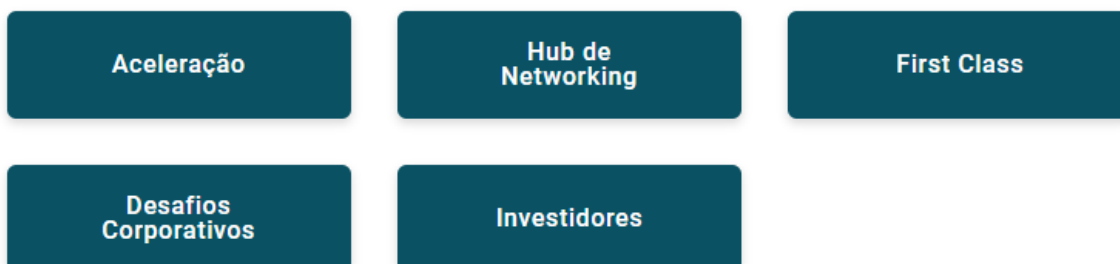 Aceleração
Hub de
Networking
First Class
Desafios
Corporativos
Investidores